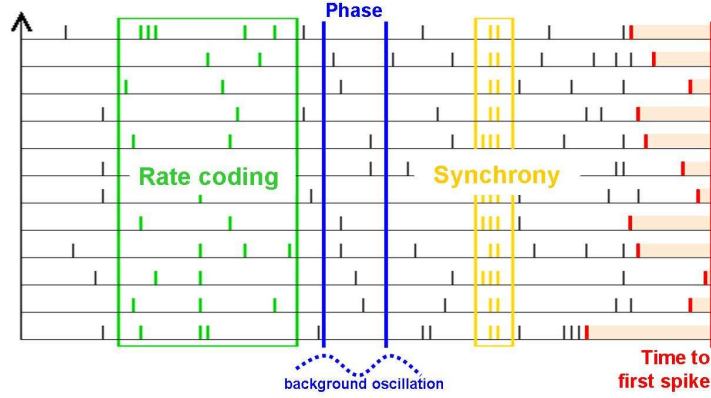 Phase
Rate coding
Synchrony
Time to
first spike
background oscillation